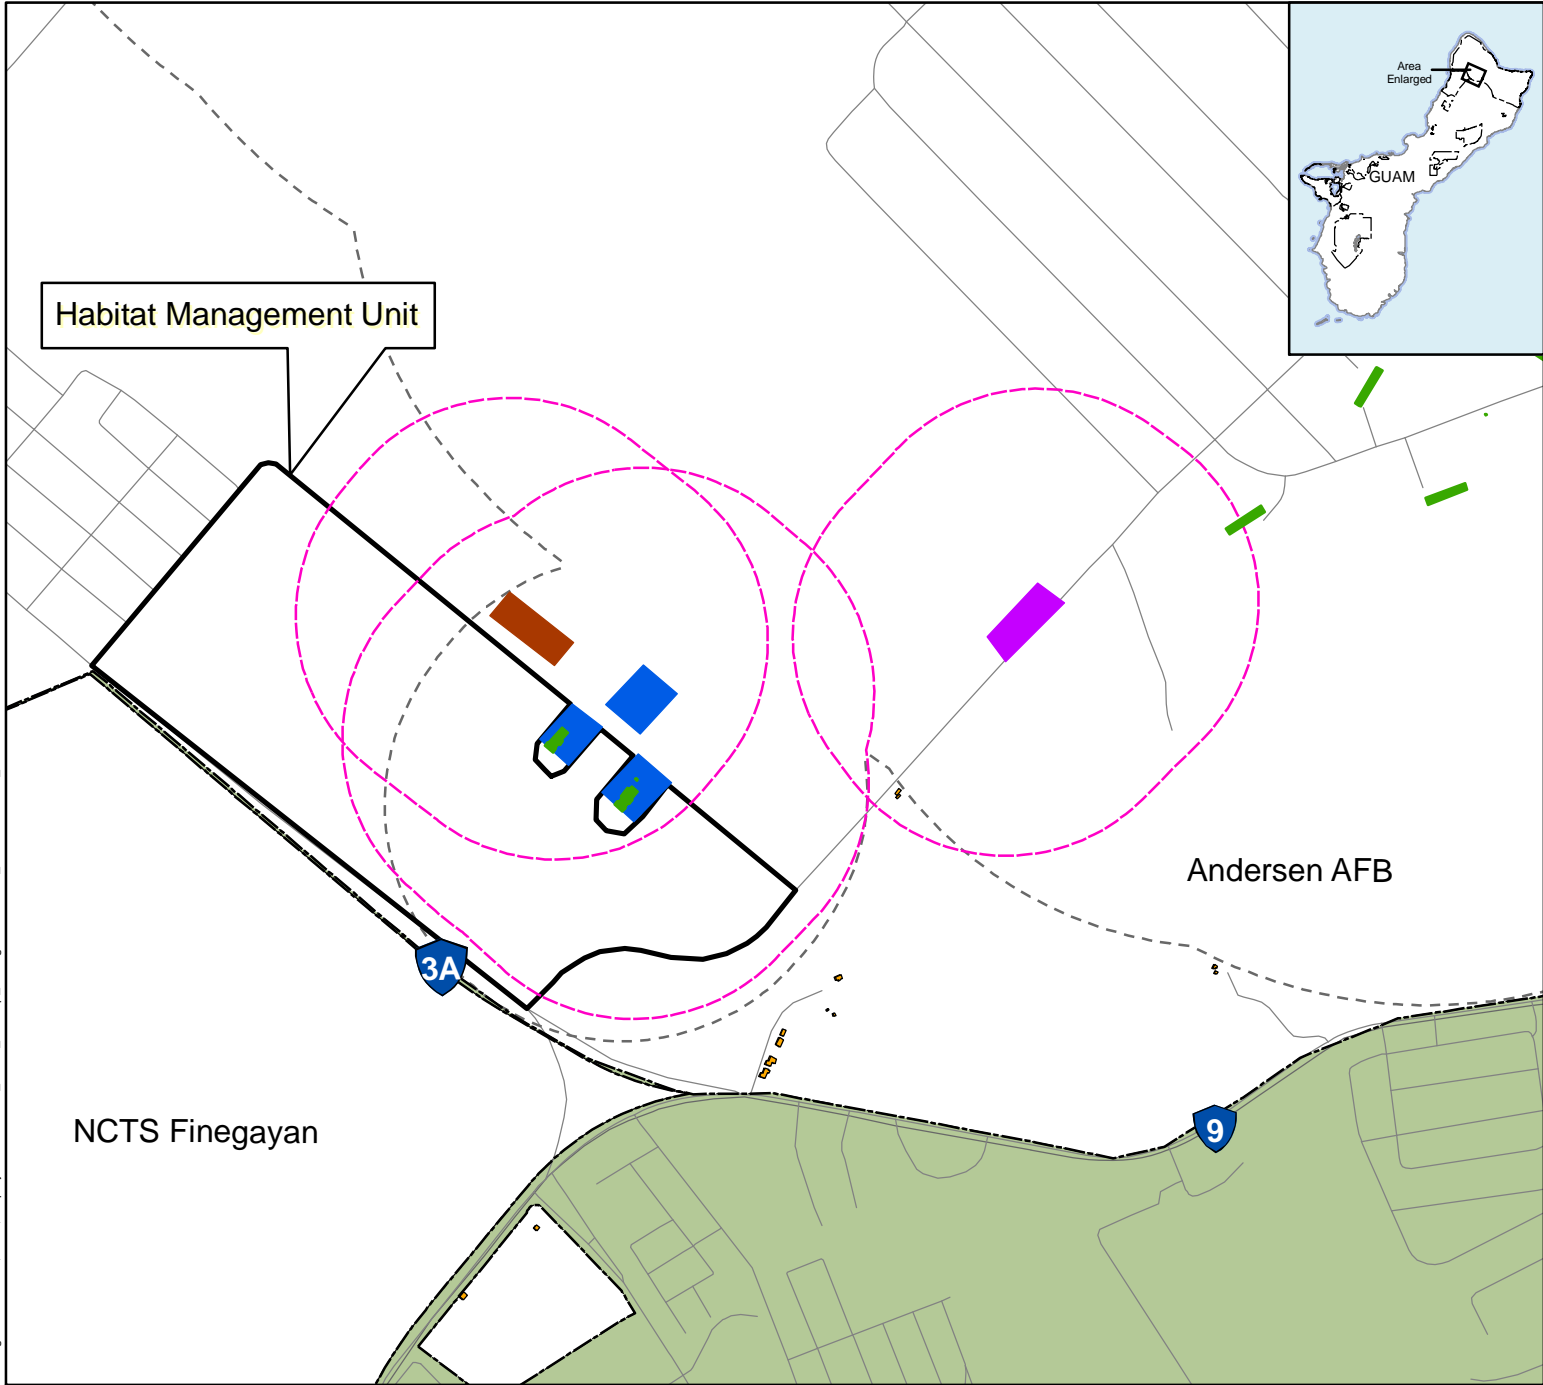 Area
Enlarged
GUAM
Habitat Management Unit
Andersen AFB
3A
NCTS Finegayan
9